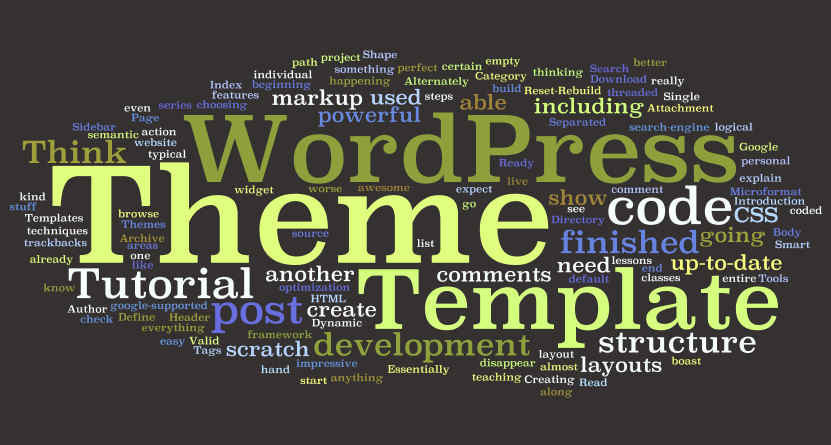 path project Shape
individual something perfect certain empty better
Index beginning happening Alternately Category thinking Search
features Download really
even series choosing markup used steps able build Reset-Rebuild threaded Single
Page powerful including Attachment
Sidebar action WordPress Separated search-engine logical
semantic website
Think typical Ready Google
personal
Theme live explain
kind widget worse awesome expect show comment Microformat
stuff browse go see code CSS Introduction
Templates Themes Directory coded
techniques Archive source finished going Body
trackbacks areas list Smart
already one another comments need lessons up-to-date
like Tutorial end
know optimization Template default classes entire Tools
Author google-supported post HTML create
check Define Header Dynamic
everything framework structure
easy Valid scratch development
Tags layout
hand impressive Essentially disappear almost layouts boast
start anything teaching Creating Read
along